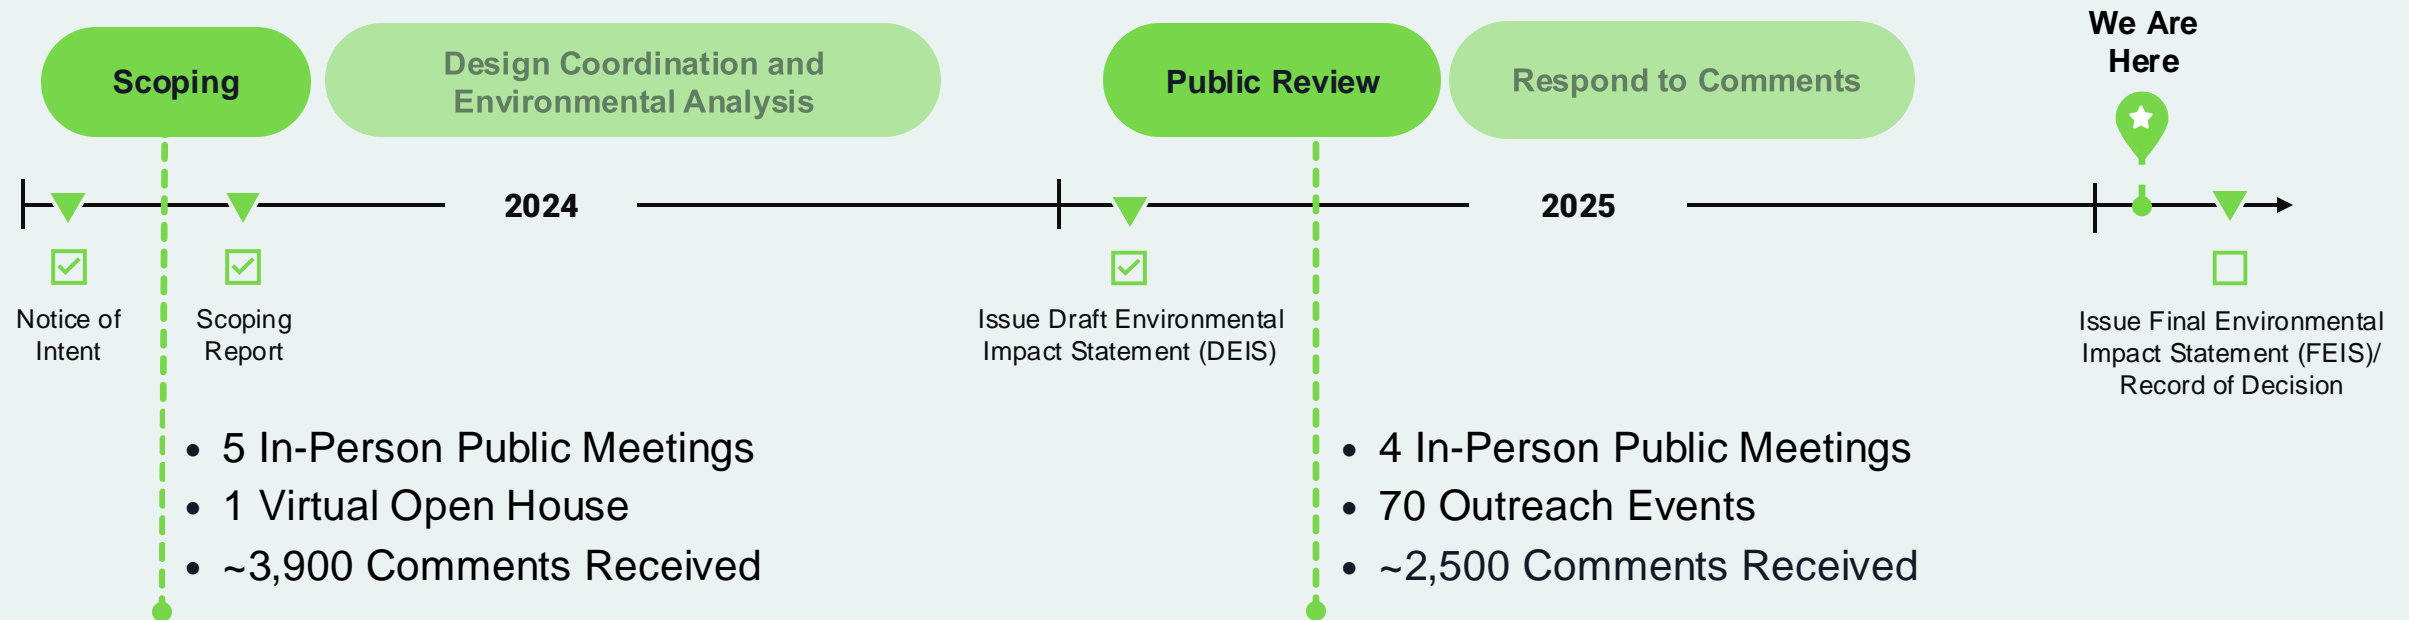 Scoping
Design Coordination and
Environmental Analysis
Public Review
Respond to Comments
We Are
Here
2024
2025
Notice of
Intent
Scoping
Report
Issue Draft Environmental
Impact Statement (DEIS)
Issue Final Environmental
Impact Statement (FEIS)/
Record of Decision
• 5 In-Person Public Meetings
• 1 Virtual Open House
• ~3,900 Comments Received
• 4 In-Person Public Meetings
• 70 Outreach Events
• ~2,500 Comments Received